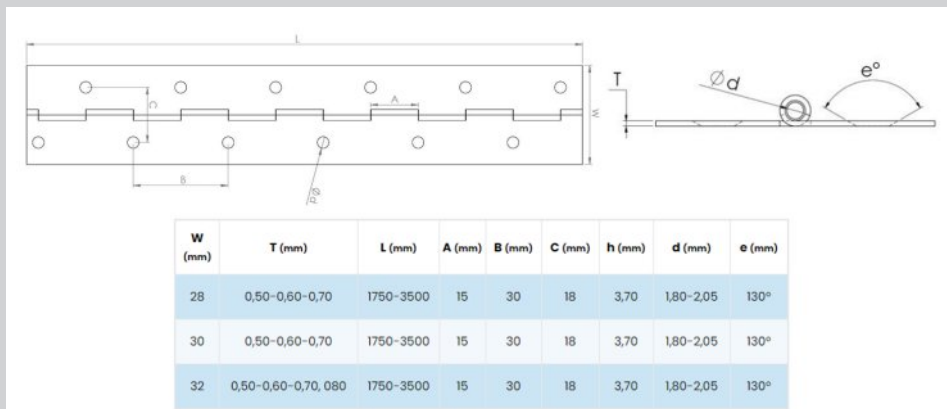 L
C
A
W
B
Ød
T
Ø d
e°
W (mm) T (mm) L (mm) A (mm) B (mm) C (mm) h (mm) d (mm) e (mm)
28 0,50-0,60-0,70 1750-3500 15 30 18 3,70 1,80-2,05 130°
30 0,50-0,60-0,70 1750-3500 15 30 18 3,70 1,80-2,05 130°
32 0,50-0,60-0,70, 080 1750-3500 15 30 18 3,70 1,80-2,05 130°